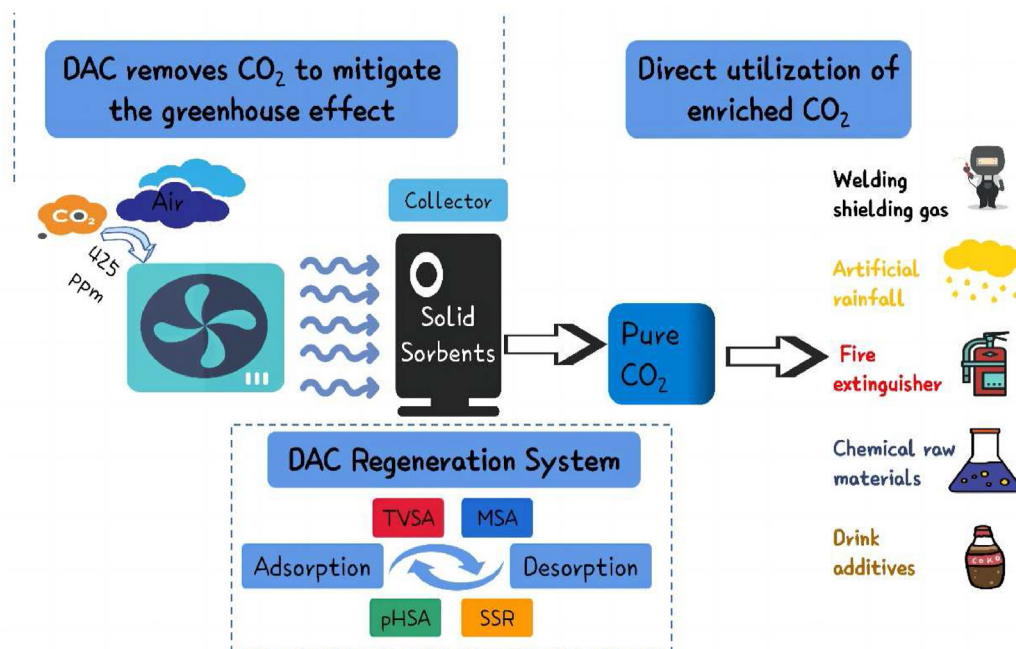 DAC removes CO₂ to mitigate
the greenhouse effect
Direct utilization of
enriched CO₂
CO₂
Air
425
ppm
Collector
Solid
Sorbents
Pure
CO₂
Welding
shielding gas
Artificial
rainfall
Fire
extinguisher
Chemical raw
materials
Drink
additives
COKO
DAC Regeneration System
TVSA
MSA
Adsorption
Desorption
pHSA
SSR